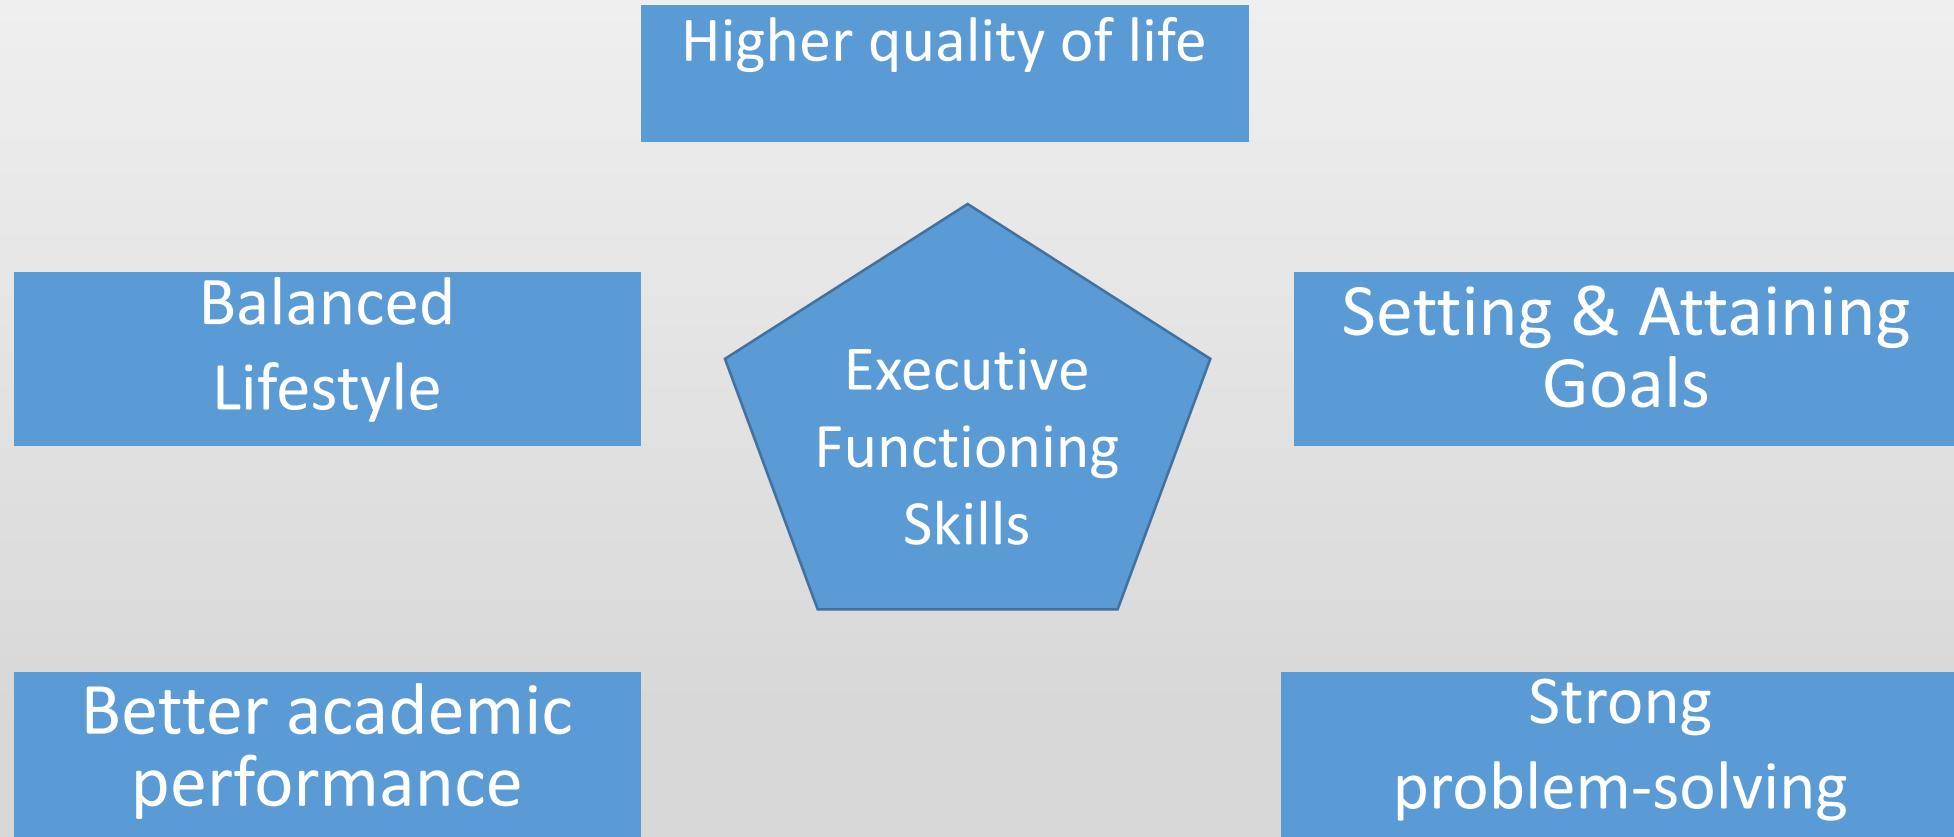 Higher quality of life
Balanced
Lifestyle
Executive
Functioning
Skills
Setting & Attaining
Goals
Better academic
performance
Strong
problem-solving